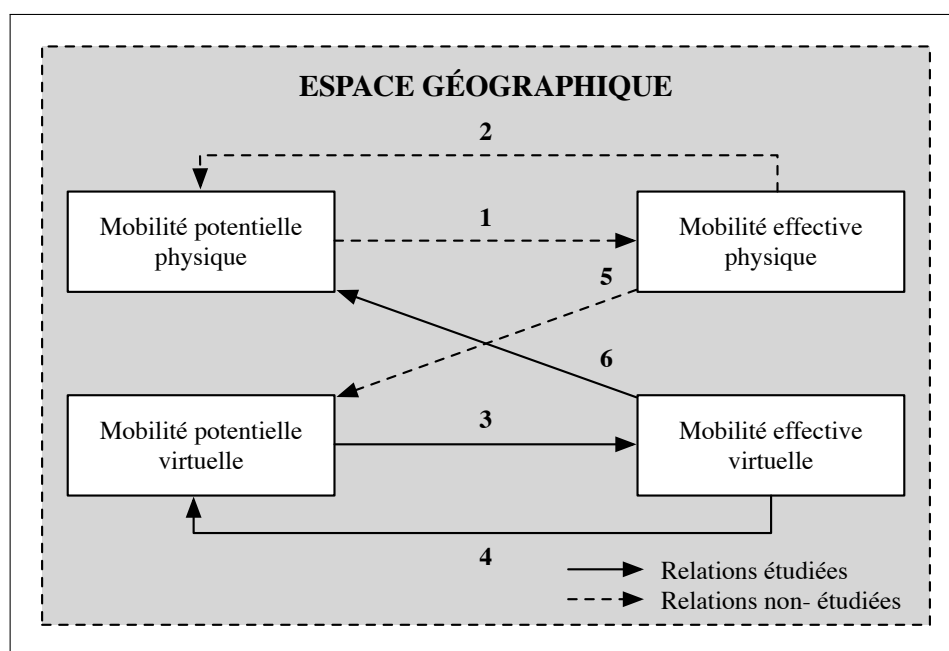 ESPACE GÉOGRAPHIQUE
2
Mobilité potentielle
physique
1
Mobilité effective
physique
5
6
Mobilité potentielle
virtuelle
3
Mobilité effective
virtuelle
4
Relations étudiées
Relations non- étudiées